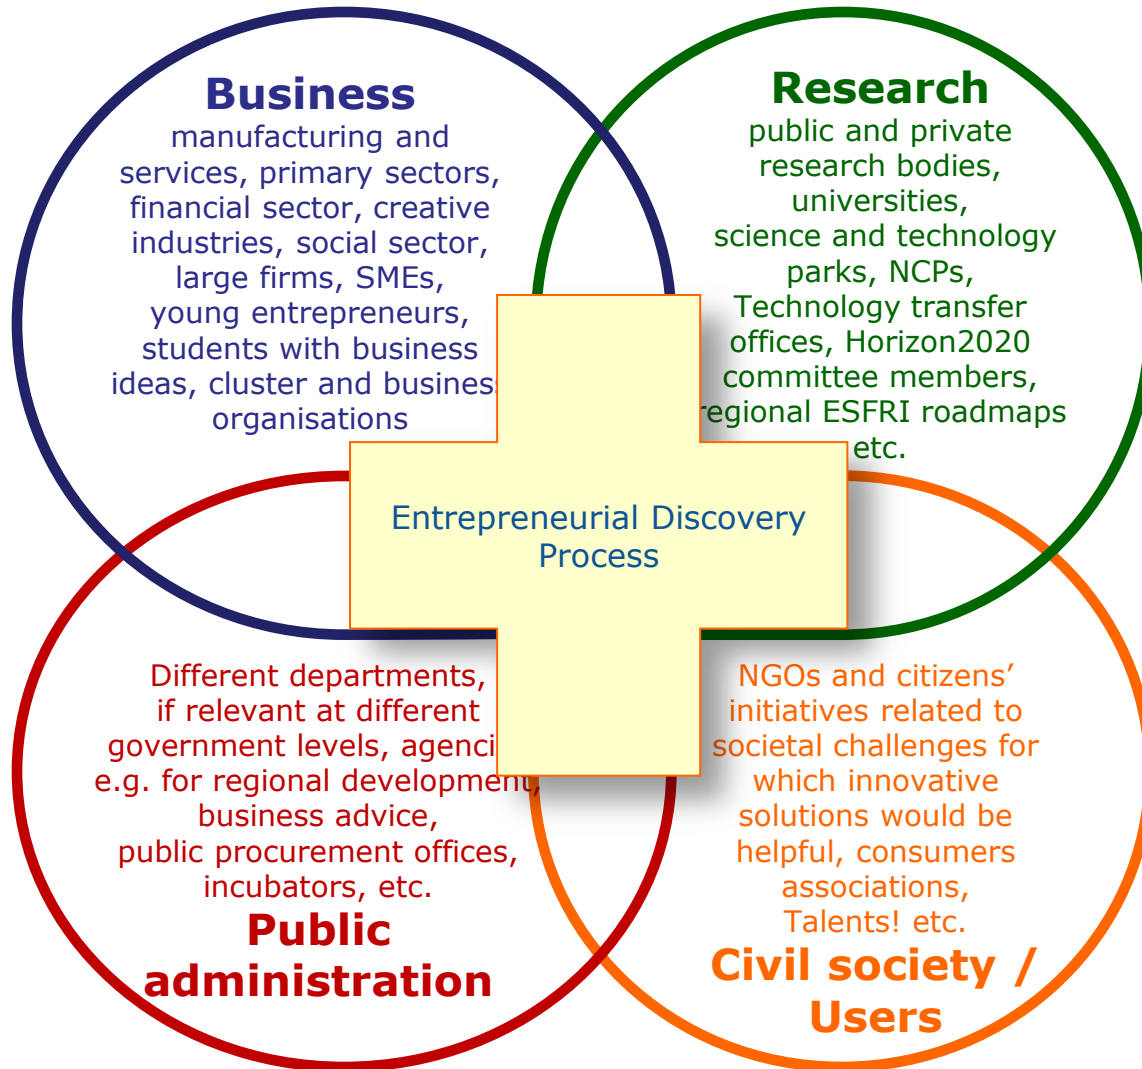 Business
manufacturing and
services, primary sectors,
financial sector, creative
industries, social sector,
large firms, SMEs,
young entrepreneurs,
students with business
ideas, cluster and business
organisations
Research
public and private
research bodies,
universities,
science and technology
parks, NCPs,
Technology transfer
offices, Horizon2020
committee members,
regional ESFRI roadmaps
etc.
Entrepreneurial Discovery
Process
Different departments,
if relevant at different
government levels, agenci
e.g. for regional development,
business advice,
public procurement offices,
incubators, etc.
Public
administration
NGOs and citizens’
initiatives related to
societal challenges for
which innovative
solutions would be
helpful, consumers
associations,
Talents! etc.
Civil society /
Users